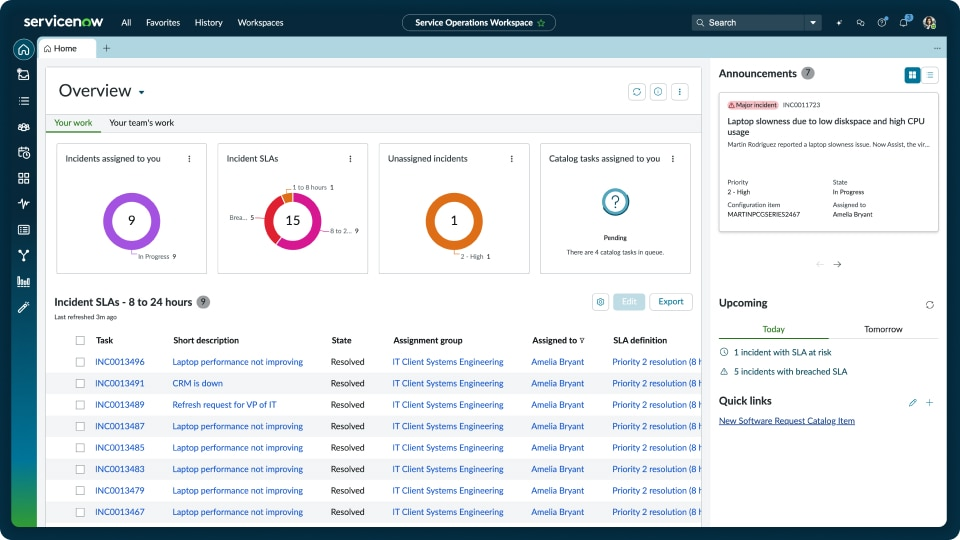 servicenow All Favorites History Workspaces Service Operations Workspace Search 3
Home
Overview
Your work Your team's work
Incidents assigned to you
9
In Progress 9
Incident SLAs
1 to 8 hours 1
Brea... 5
15
8 to 2... 9
Unassigned incidents
1
2 - High 1
Catalog tasks assigned to you
?
Pending
There are 4 catalog tasks in queue.
Incident SLAs - 8 to 24 hours 9
Last refreshed 3m ago
Edit Export
Task Short description State Assignment group Assigned to SLA definition
INC0013496 Laptop performance not improving Resolved IT Client Systems Engineering Amelia Bryant Priority 2 resolution (8 h
INC0013491 CRM is down Resolved IT Client Systems Engineering Amelia Bryant Priority 2 resolution (8 h
INC0013489 Refresh request for VP of IT Resolved IT Client Systems Engineering Amelia Bryant Priority 2 resolution (8 h
INC0013487 Laptop performance not improving Resolved IT Client Systems Engineering Amelia Bryant Priority 2 resolution (8 h
INC0013485 Laptop performance not improving Resolved IT Client Systems Engineering Amelia Bryant Priority 2 resolution (8 h
INC0013483 Laptop performance not improving Resolved IT Client Systems Engineering Amelia Bryant Priority 2 resolution (8 h
INC0013479 Laptop performance not improving Resolved IT Client Systems Engineering Amelia Bryant Priority 2 resolution (8 h
INC0013467 Laptop performance not improving Resolved IT Client Systems Engineering Amelia Bryant Priority 2 resolution (8 h
Announcements 7
Major incident INC0011723
Laptop slowness due to low diskspace and high CPU
usage
Martin Rodriguez reported a laptop slowness issue. Now Assist, the vir...
Priority State
2 - High In Progress
Configuration item Assigned to
MARTINPCGSERIES2467 Amelia Bryant
Upcoming
Today Tomorrow
1 incident with SLA at risk
5 incidents with breached SLA
Quick links
New Software Request Catalog Item